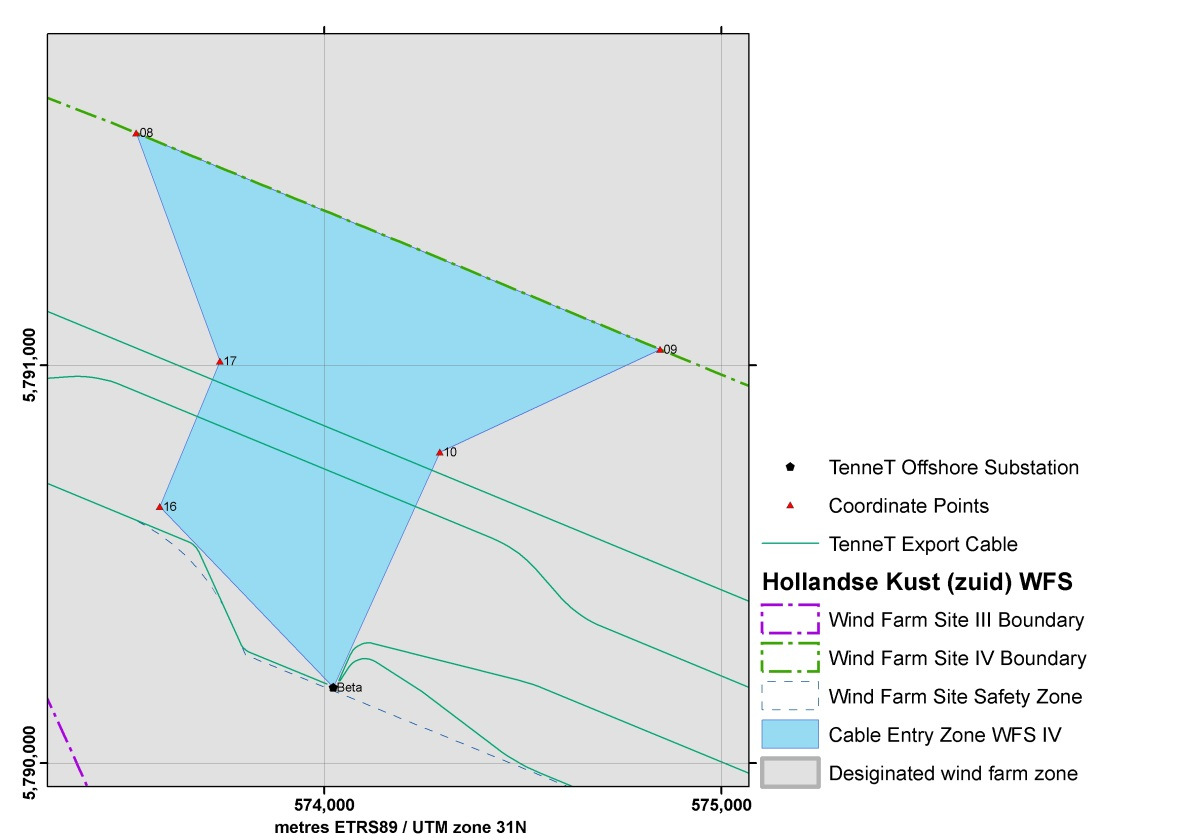 08
17
09
10
16
Beta
5,791,000
5,790,000
574,000
575,000
metres ETRS89 / UTM zone 31N
TenneT Offshore Substation
Coordinate Points
TenneT Export Cable
Hollandse Kust (zuid) WFS
Wind Farm Site III Boundary
Wind Farm Site IV Boundary
Wind Farm Site Safety Zone
Cable Entry Zone WFS IV
Desiginated wind farm zone